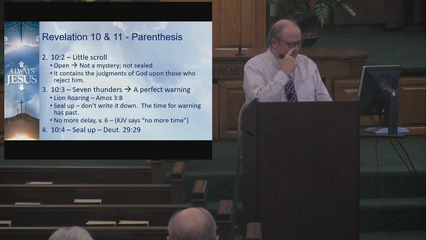 Revelation 10 & 11 - Parenthesis
2. 10:2 – Little scroll
• Open → Not a mystery; not sealed
• It contains the judgments of God upon those who
reject him.
3. 10:3 – Seven thunders → A perfect warning
• Lion Roaring – Amos 3:8
• Seal up – don't write it down. The time for warning
has past.
• No more delay, v. 6 – (KJV says "no more time")
4. 10:4 – Seal up – Deut. 29:29
ALWAYS
JESUS